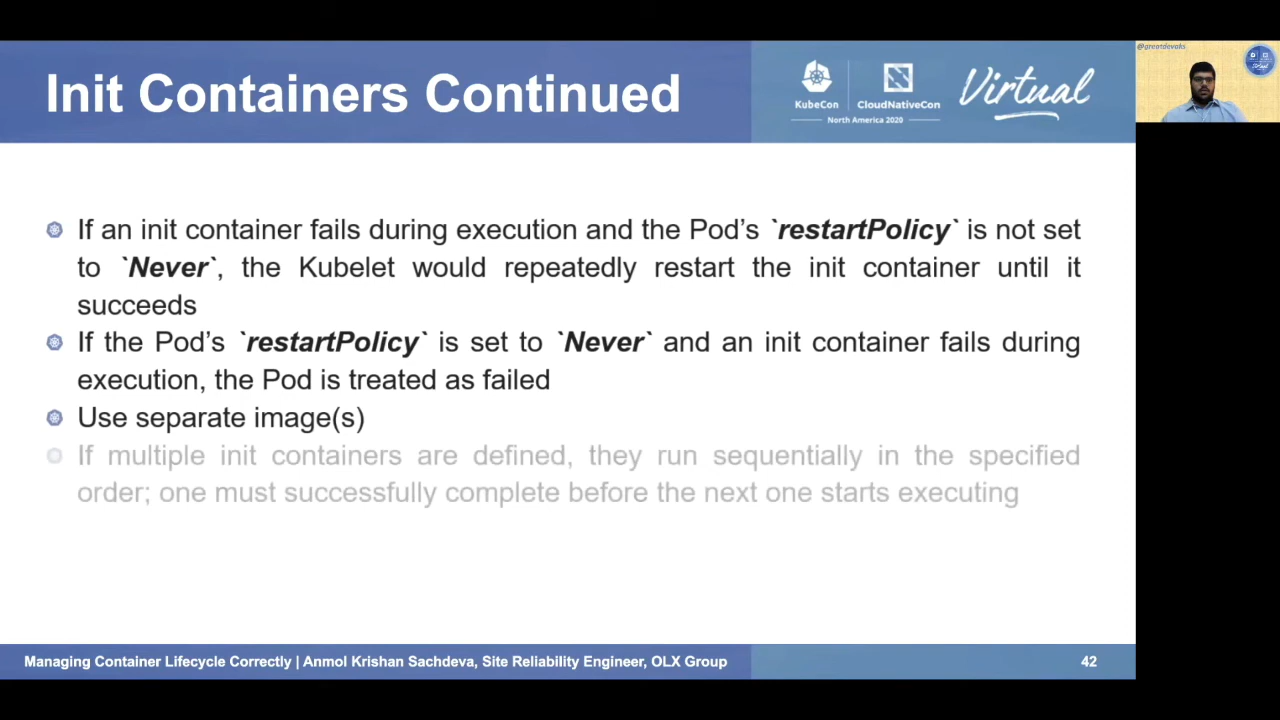 Init Containers Continued
KubeCon
CloudNativeCon
North America 2020
Virtual
@greatdevaks
If an init container fails during execution and the Pod's `restartPolicy` is not set
to `Never`, the Kubelet would repeatedly restart the init container until it
succeeds
If the Pod's `restartPolicy` is set to `Never` and an init container fails during
execution, the Pod is treated as failed
Use separate image(s)
If multiple init containers are defined, they run sequentially in the specified
order; one must successfully complete before the next one starts executing
Managing Container Lifecycle Correctly | Anmol Krishan Sachdeva, Site Reliability Engineer, OLX Group
42